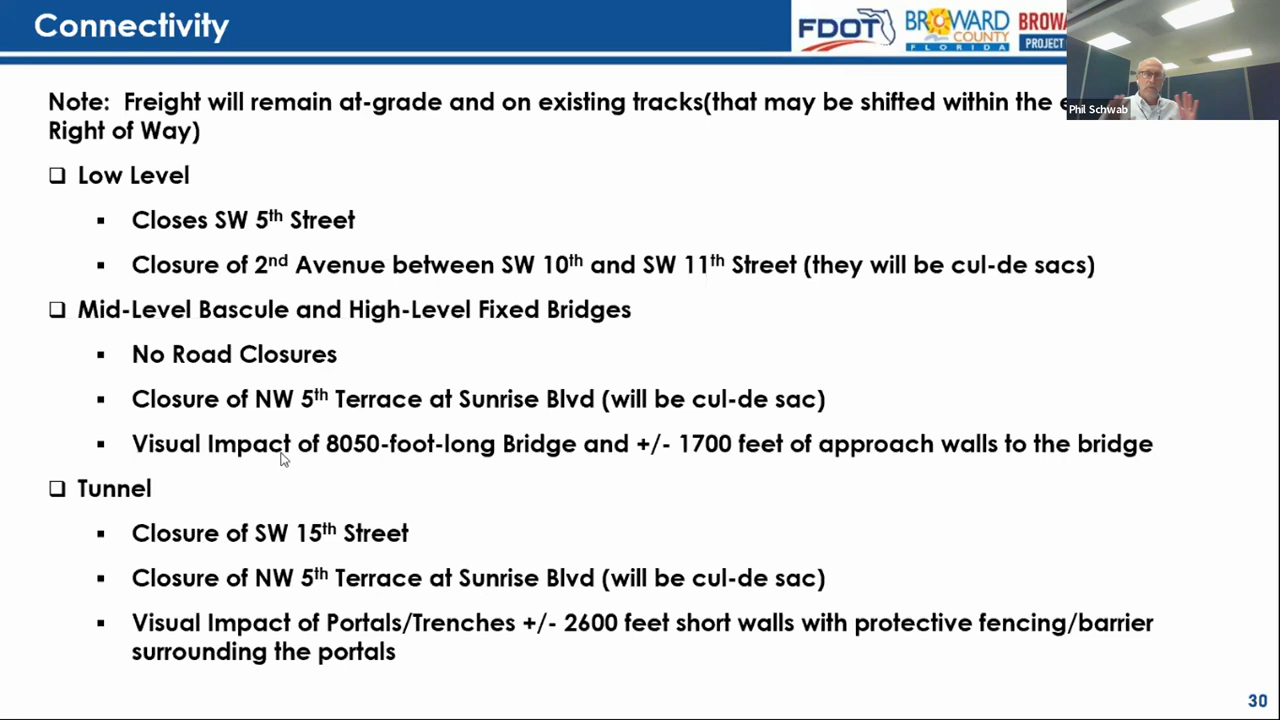 Connectivity
FDOT
BROWARD
COUNTY
FLORIDA
PROJECT
Phil Schwab
Note: Freight will remain at-grade and on existing tracks(that may be shifted within the
Right of Way)
❑ Low Level
▪ Closes SW 5th Street
▪ Closure of 2nd Avenue between SW 10th and SW 11th Street (they will be cul-de sacs)
❑ Mid-Level Bascule and High-Level Fixed Bridges
▪ No Road Closures
▪ Closure of NW 5th Terrace at Sunrise Blvd (will be cul-de sac)
▪ Visual Impact of 8050-foot-long Bridge and +/- 1700 feet of approach walls to the bridge
❑ Tunnel
▪ Closure of SW 15th Street
▪ Closure of NW 5th Terrace at Sunrise Blvd (will be cul-de sac)
▪ Visual Impact of Portals/Trenches +/- 2600 feet short walls with protective fencing/barrier
surrounding the portals
30